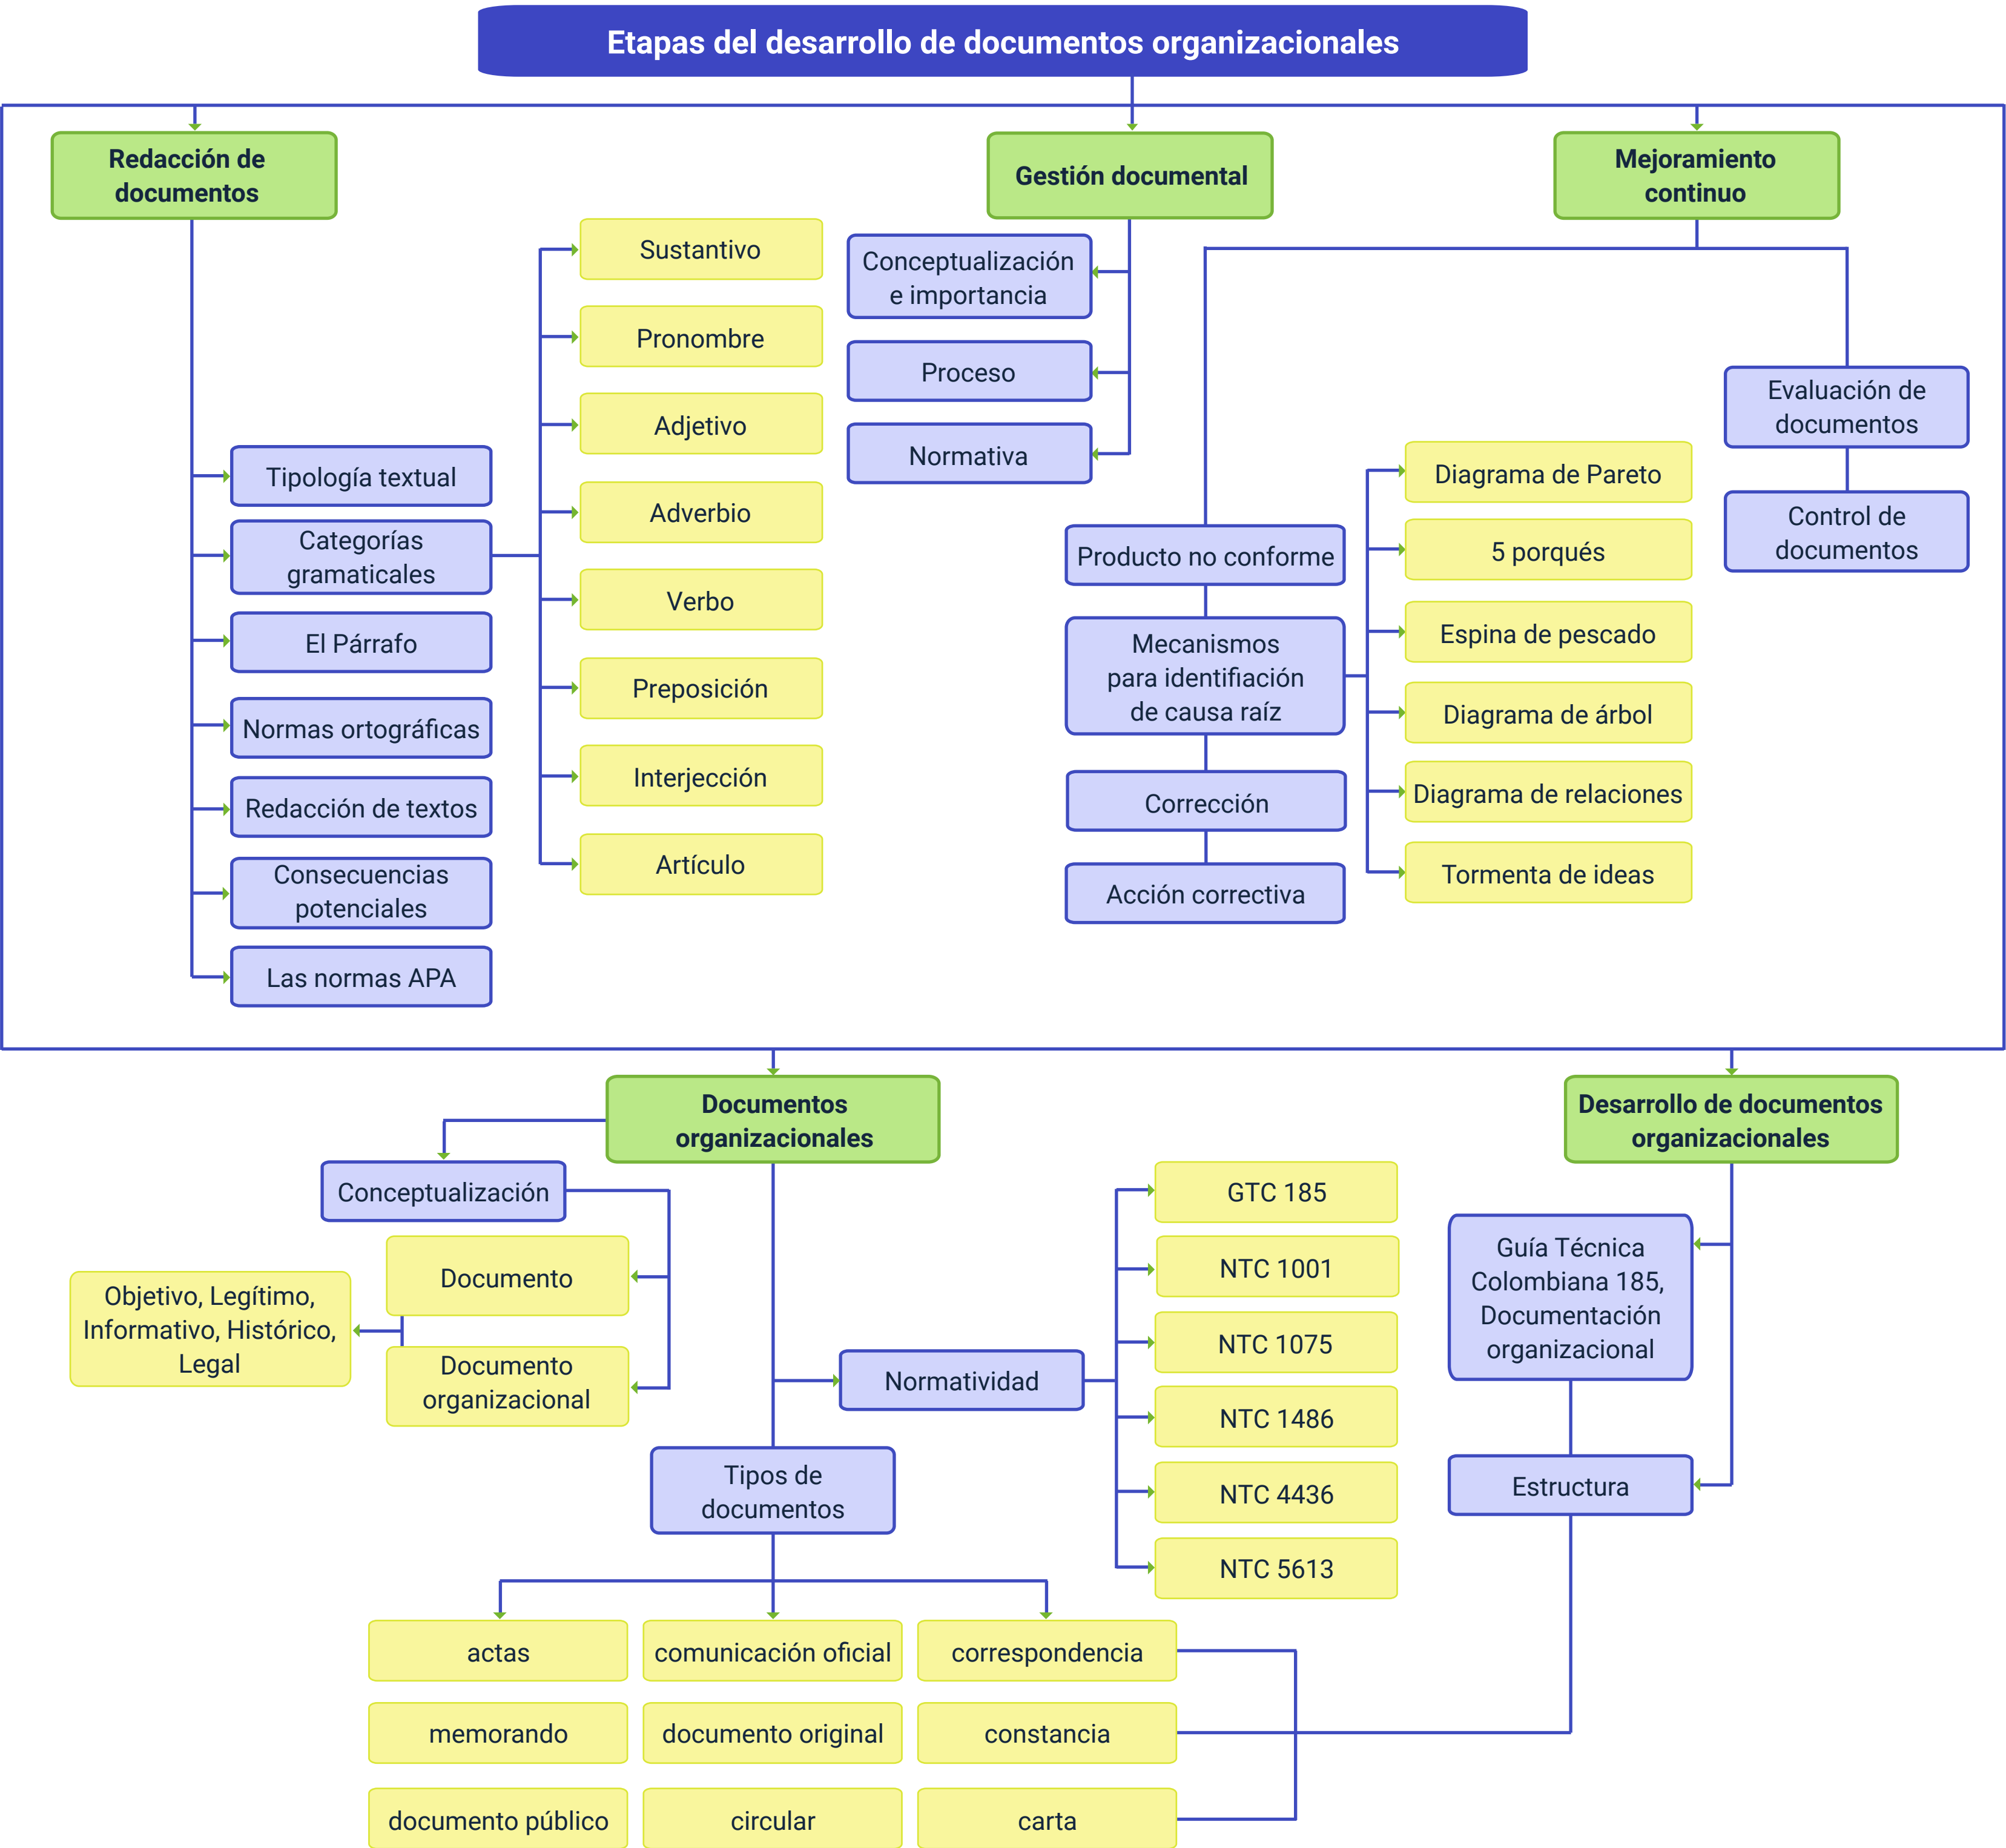 Etapas del desarrollo de documentos organizacionales
Redacción de
documentos
Tipología textual
Categorías
gramaticales
El Párrafo
Normas ortográficas
Redacción de textos
Consecuencias
potenciales
Las normas APA
Sustantivo
Pronombre
Adjetivo
Adverbio
Verbo
Preposición
Interjección
Artículo
Gestión documental
Conceptualización
e importancia
Proceso
Normativa
Mejoramiento
continuo
Producto no conforme
Mecanismos
para identifiación
de causa raíz
Corrección
Acción correctiva
Diagrama de Pareto
5 porqués
Espina de pescado
Diagrama de árbol
Diagrama de relaciones
Tormenta de ideas
Evaluación de
documentos
Control de
documentos
Documentos
organizacionales
Conceptualización
Documento
Documento
organizacional
Objetivo, Legítimo,
Informativo, Histórico,
Legal
Normatividad
GTC 185
NTC 1001
NTC 1075
NTC 1486
NTC 4436
NTC 5613
Tipos de
documentos
actas
comunicación oficial
correspondencia
memorando
documento original
constancia
documento público
circular
carta
Desarrollo de documentos
organizacionales
Guía Técnica
Colombiana 185,
Documentación
organizacional
Estructura